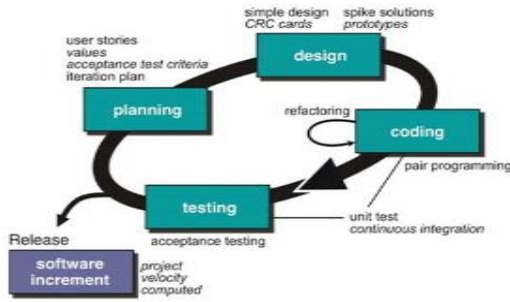 simple design
CRC cards
spike solutions
prototypes
user stories
values
acceptance test criteria
iteration plan
design
planning
refactoring
coding
pair programming
testing
unit test
continuous integration
acceptance testing
Release
software
increment
project
velocity
computed